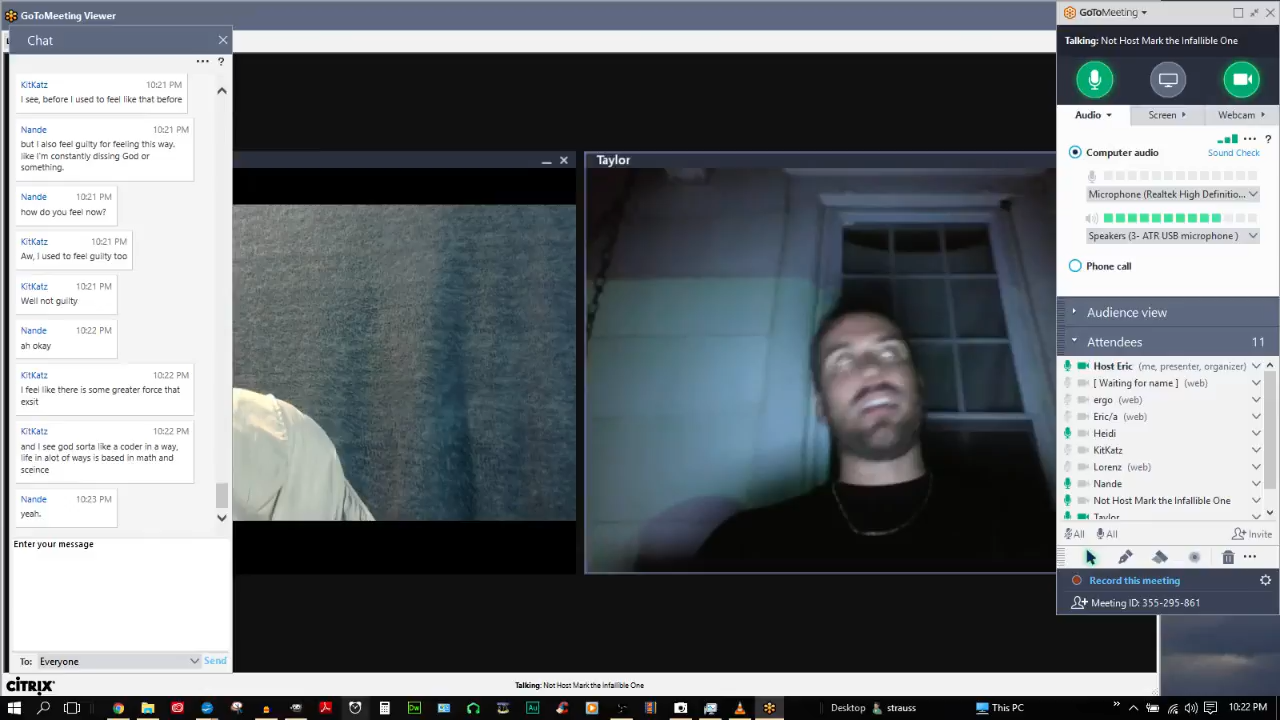 GoToMeeting Viewer
Chat
?
KitKatz 10:21 PM
I see, before I used to feel like that before
Nande 10:21 PM
but I also feel guilty for feeling this way.
like I'm constantly dissing God or
something.
Nande 10:21 PM
how do you feel now?
KitKatz 10:21 PM
Aw, I used to feel guilty too
KitKatz 10:21 PM
Well not guilty
Nande 10:22 PM
ah okay
KitKatz 10:22 PM
I feel like there is some greater force that
exsit
KitKatz 10:22 PM
and I see god sorta like a coder in a way,
life in alot of ways is based in math and
sceince
Nande 10:23 PM
yeah.
Enter your message
To: Everyone Send
CİTRIX
Taylor
Talking: Not Host Mark the Infallible One
GoToMeeting
Talking: Not Host Mark the Infallible One
Audio Screen Webcam
?
Computer audio Sound Check
Microphone (Realtek High Definitio...
Speakers (3- ATR USB microphone )
Phone call
Audience view
Attendees 11
Host Eric (me, presenter, organizer)
[ Waiting for name ] (web)
ergo (web)
Eric/a (web)
Heidi
KitKatz
Lorenz (web)
Nande
Not Host Mark the Infallible One
Taylor
All All Invite
Record this meeting
Meeting ID: 355-295-861
Dw Au
Desktop strauss This PC 10:22 PM